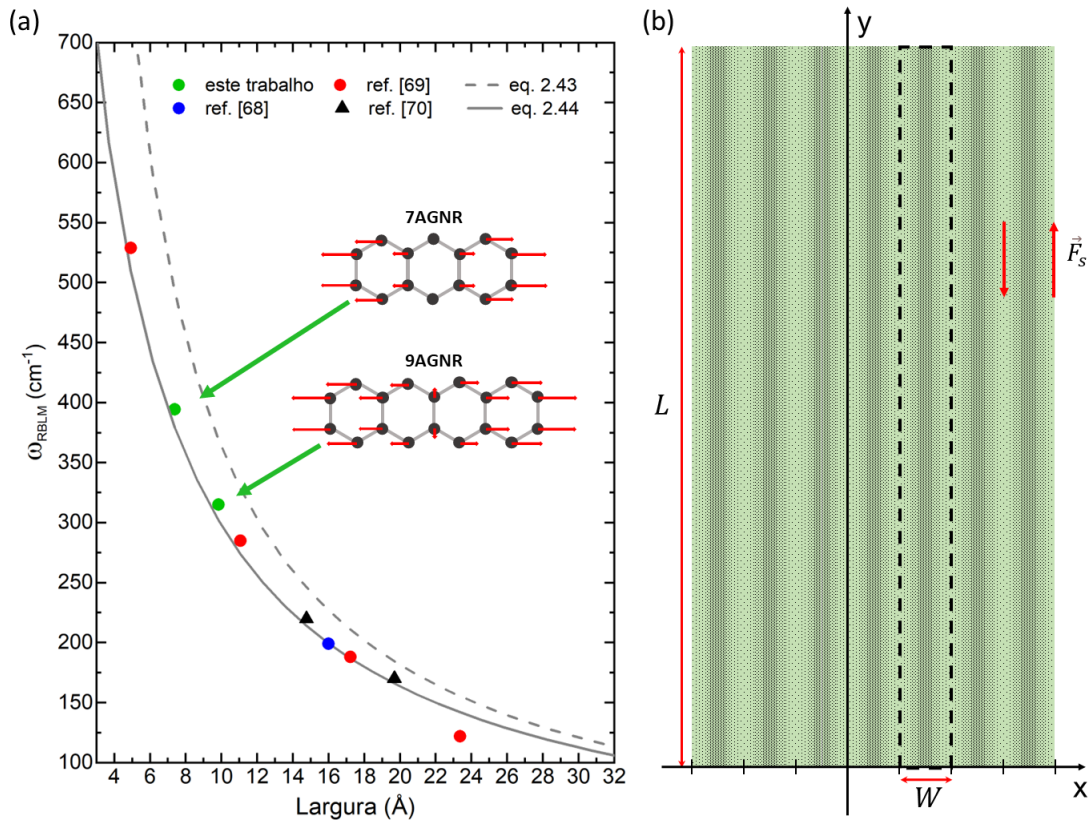 (a)
(b)
700
650
600
550
500
450
400
350
300
250
200
150
100
ω_RBLM (cm⁻¹)
este trabalho
ref. [69]
eq. 2.43
ref. [68]
ref. [70]
eq. 2.44
7AGNR
9AGNR
4 6 8 10 12 14 16 18 20 22 24 26 28 30 32
Largura (Å)
y
L
F⃗_s
x
W